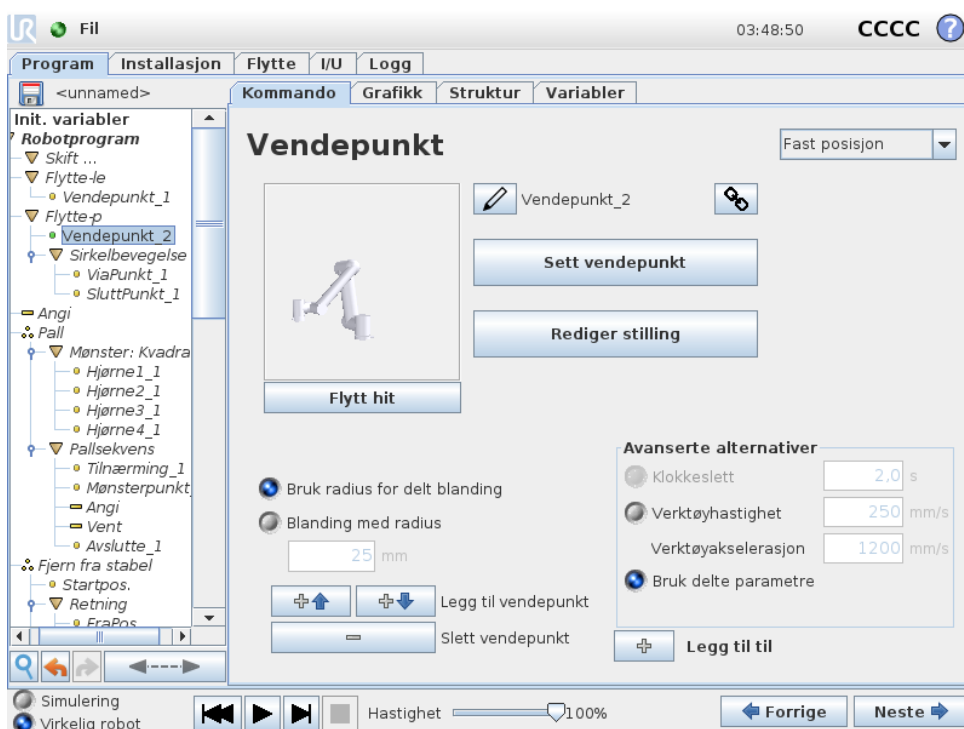 UR Fil 03:48:50 CCCC ?
Program Installasjon Flytte I/U Logg
<unnamed>
Kommando Grafikk Struktur Variabler
Init. variabler
Robotprogram
Skift ...
Flytte-le
Vendepunkt_1
Flytte-p
Vendepunkt_2
Sirkelbevegelse
ViaPunkt_1
SluttPunkt_1
Angi
Pall
Mønster: Kvadra
Hjørne1_1
Hjørne2_1
Hjørne3_1
Hjørne4_1
Pallsekvens
Tilnærming_1
Mønsterpunkt
Angi
Vent
Avslutte_1
Fjern fra stabel
Startpos.
Retning
FraPos
Vendepunkt
Fast posisjon
Vendepunkt_2
Sett vendepunkt
Rediger stilling
Flytt hit
Bruk radius for delt blanding
Blanding med radius
25 mm
Legg til vendepunkt
Slett vendepunkt
Avanserte alternativer
Klokkeslett 2,0 s
Verktøyhastighet 250 mm/s
Verktøyakselerasjon 1200 mm/s
Bruk delte parametre
Legg til til
Simulering
Virkelig robot
Hastighet 100%
Forrige Neste